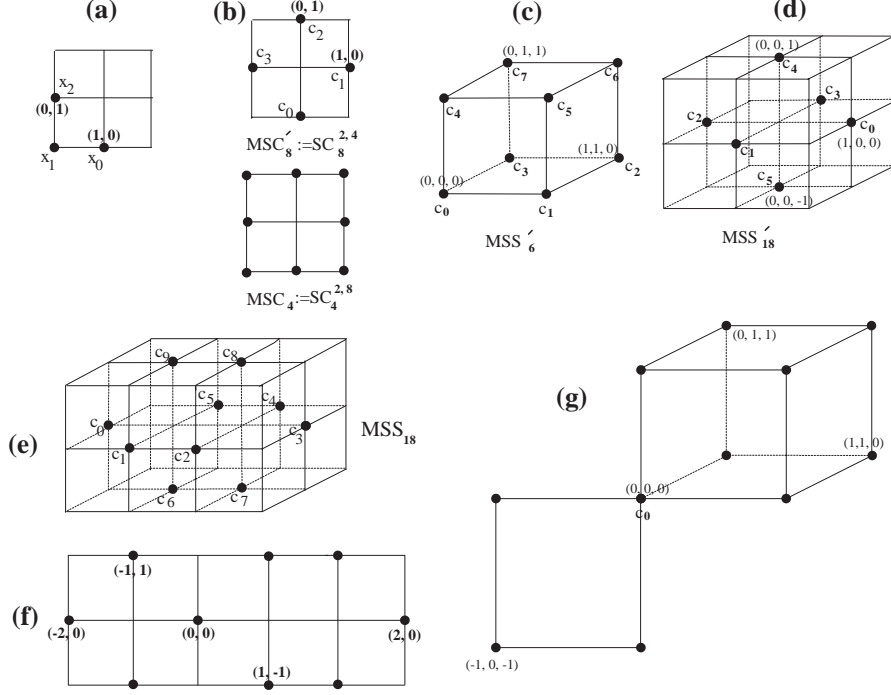 (a)
x₂
(0, 1)
(1, 0)
x₁
x₀
(b)
(0, 1)
c₂
c₃
(1, 0)
c₁
c₀
MSC′₈:=SC₈^2,4
MSC₄:=SC₄^2,8
(c)
(0, 1, 1)
c₇
c₆
c₄
c₅
c₃
(1,1, 0)
c₂
(0, 0, 0)
c₀
c₁
MSS′₆
(d)
(0, 0, 1)
c₄
c₃
c₂
c₀
c₁
(1, 0, 0)
c₅
(0, 0, -1)
MSS′₁₈
(e)
c₉
c₈
c₅
c₄
c₀
c₃
c₁
c₂
c₆
c₇
MSS₁₈
(f)
(-1, 1)
(-2, 0)
(0, 0)
(2, 0)
(1, -1)
(g)
(0, 1, 1)
(1,1, 0)
(0, 0, 0)
c₀
(-1, 0, -1)